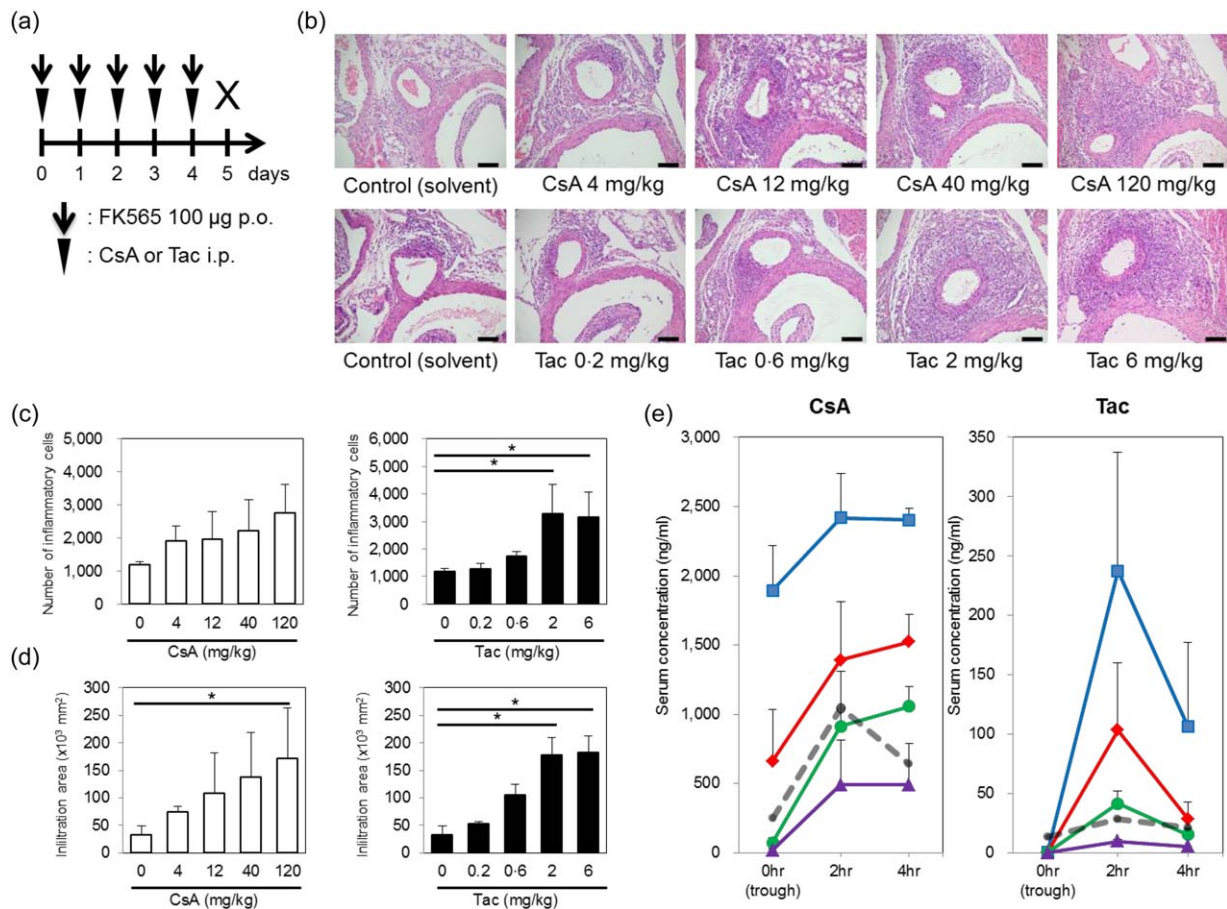 (a)
X
0 1 2 3 4 5 days
: FK565 100 µg p.o.
: CsA or Tac i.p.
(b)
Control (solvent) CsA 4 mg/kg CsA 12 mg/kg CsA 40 mg/kg CsA 120 mg/kg
Control (solvent) Tac 0·2 mg/kg Tac 0·6 mg/kg Tac 2 mg/kg Tac 6 mg/kg
(c)
Number of inflammatory cells
5,000
4,000
3,000
2,000
1,000
0
0 4 12 40 120
CsA (mg/kg)
Number of inflammatory cells
6,000
5,000
4,000
3,000
2,000
1,000
0
*
*
0 0.2 0·6 2 6
Tac (mg/kg)
(d)
Inliltration area (x10³ mm²)
300
250
200
150
100
50
0
*
0 4 12 40 120
CsA (mg/kg)
Inliltration area (x10³ mm²)
300
250
200
150
100
50
0
*
*
0 0.2 0·6 2 6
Tac (mg/kg)
(e)
CsA
Serum concentration (ng/ml)
3,000
2,500
2,000
1,500
1,000
500
0
0hr 2hr 4hr
(trough)
Tac
Serum concentration (ng/ml)
350
300
250
200
150
100
50
0
0hr 2hr 4hr
(trough)